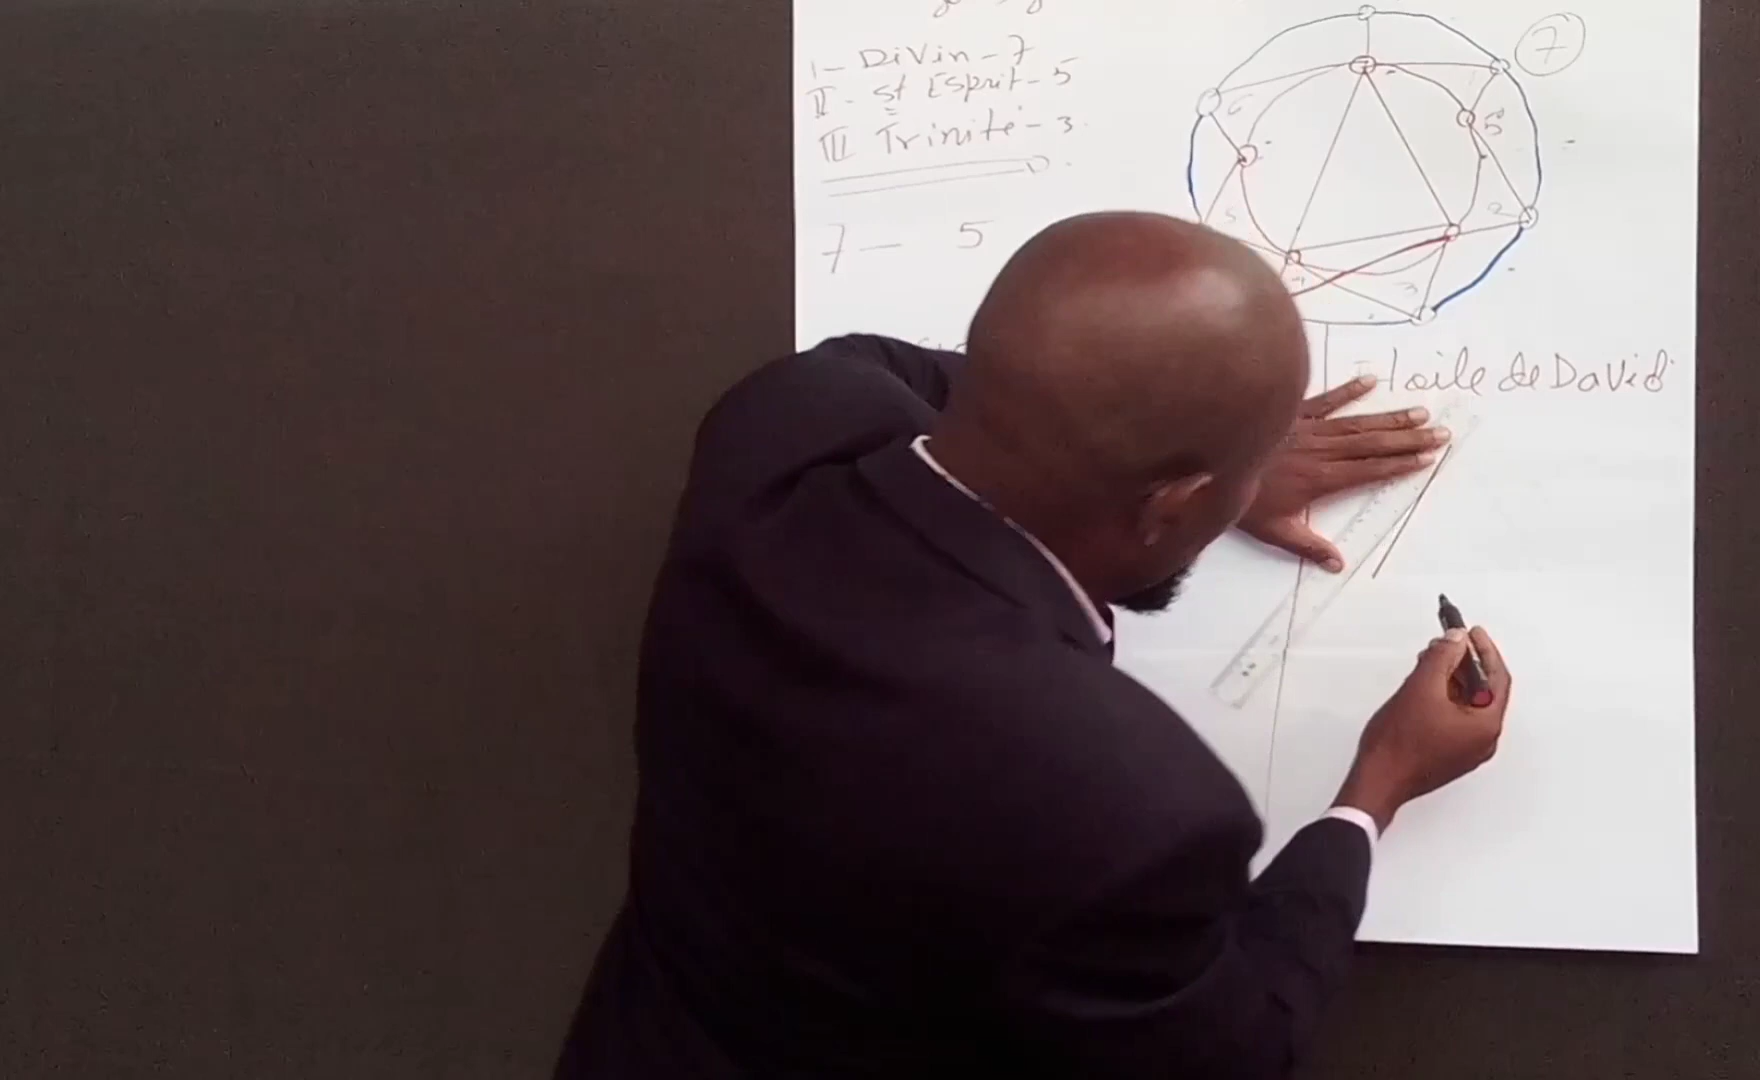 I - DiVin - 7
II - St Esprit - 5
III Trinité - 3
7 - 5
7
6
5
2
3
4
5
Etoile de David